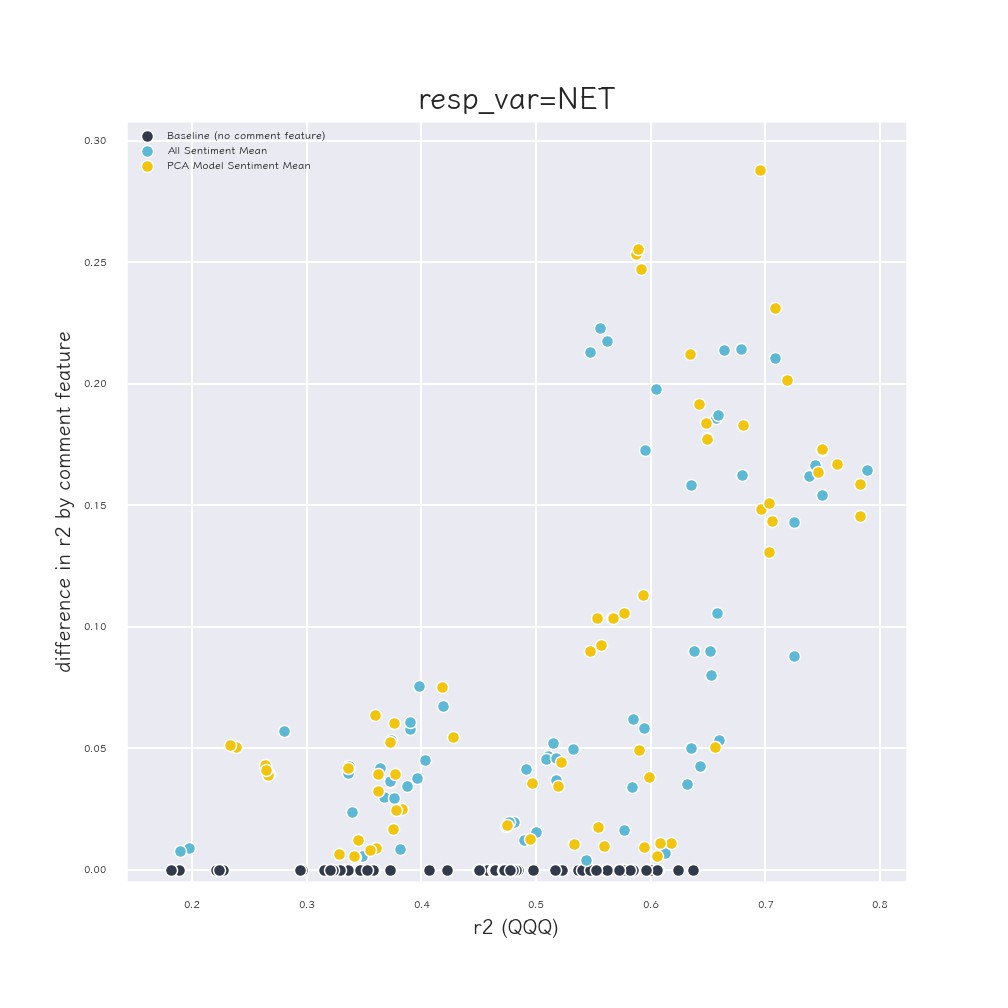 resp_var=NET
Baseline (no comment feature)
All Sentiment Mean
PCA Model Sentiment Mean
difference in r2 by comment feature
0.30
0.25
0.20
0.15
0.10
0.05
0.00
0.2 0.3 0.4 0.5 0.6 0.7 0.8
r2 (QQQ)